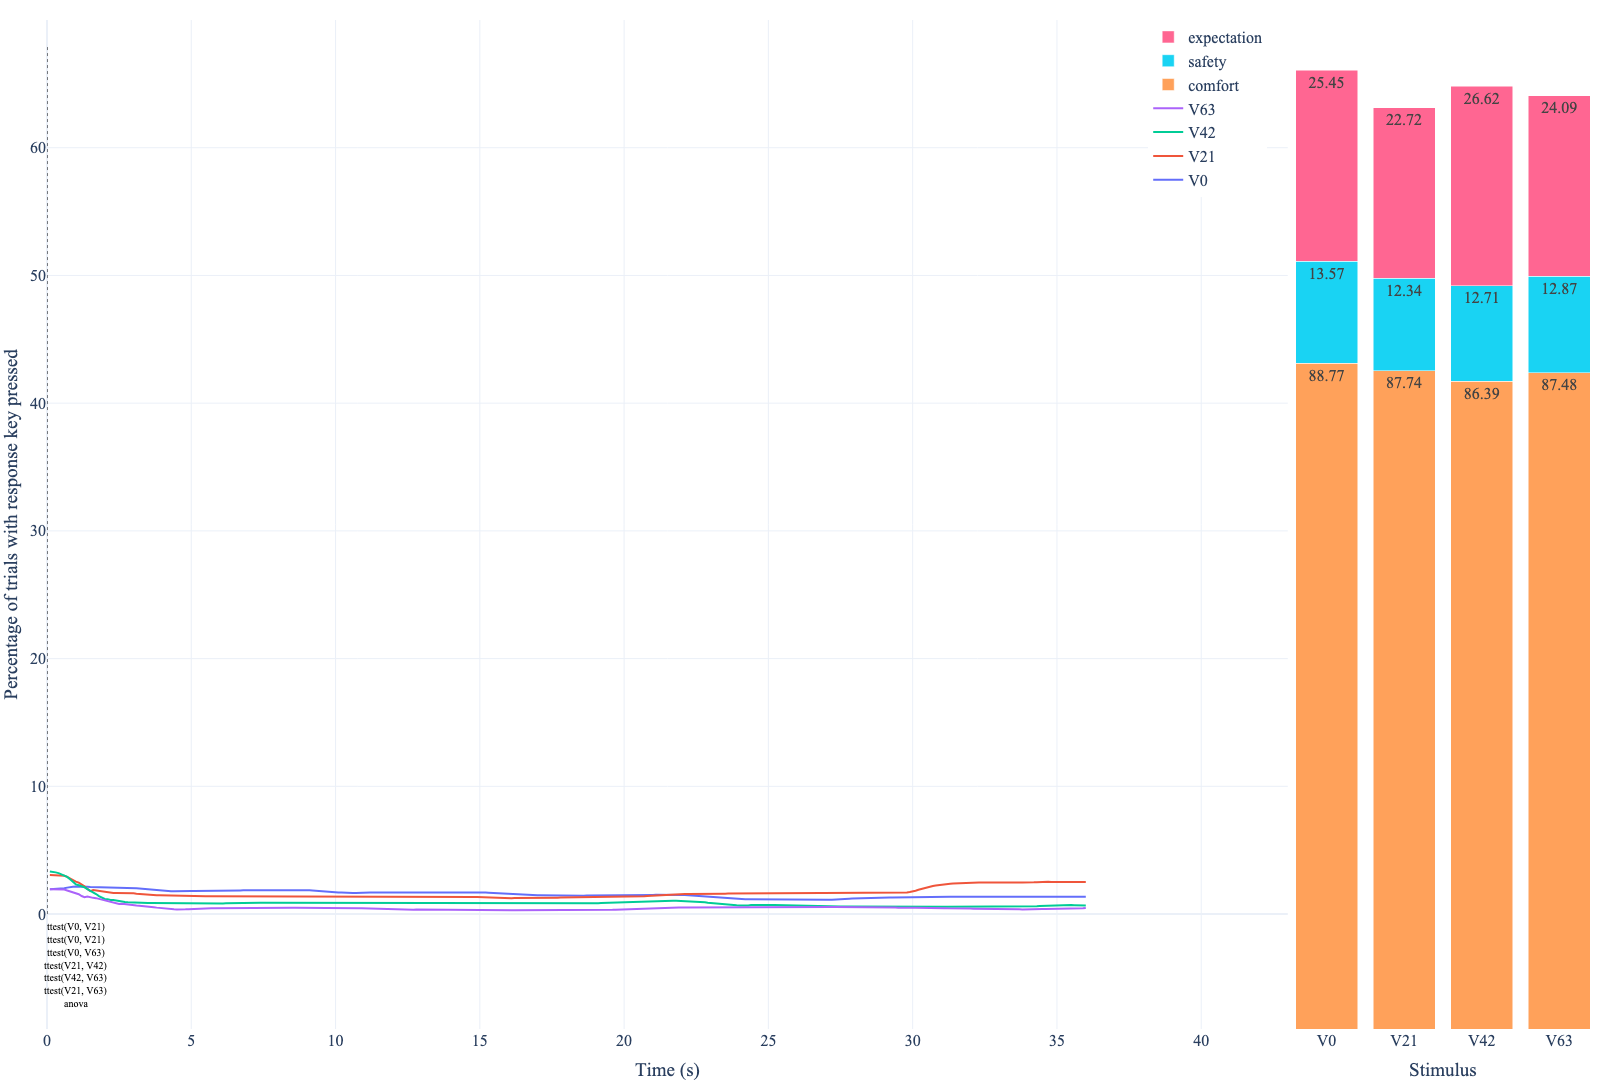 expectation
safety
comfort
V63
V42
V21
V0
Percentage of trials with response key pressed
60
50
40
30
20
10
0
ttest(V0, V21)
ttest(V0, V21)
ttest(V0, V63)
ttest(V21, V42)
ttest(V42, V63)
ttest(V21, V63)
anova
0 5 10 15 20 25 30 35 40
Time (s)
25.45 22.72 26.62 24.09
13.57 12.34 12.71 12.87
88.77 87.74 86.39 87.48
V0 V21 V42 V63
Stimulus